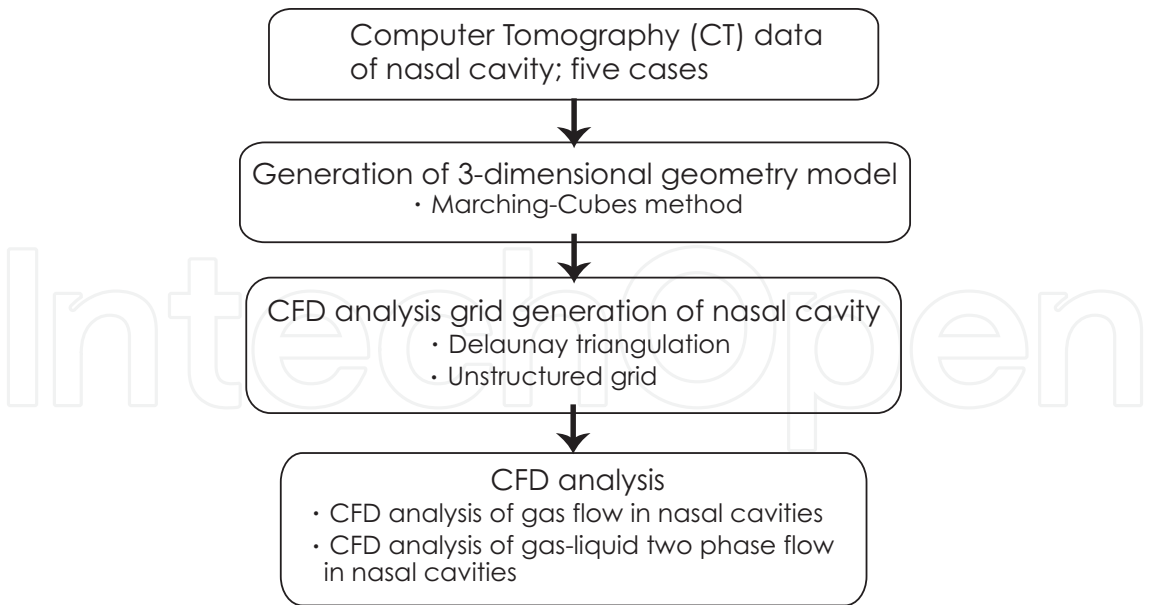 Computer Tomography (CT) data
of nasal cavity; five cases
Generation of 3-dimensional geometry model
・Marching-Cubes method
CFD analysis grid generation of nasal cavity
・Delaunay triangulation
・Unstructured grid
CFD analysis
・CFD analysis of gas flow in nasal cavities
・CFD analysis of gas-liquid two phase flow
in nasal cavities
IntechOpen